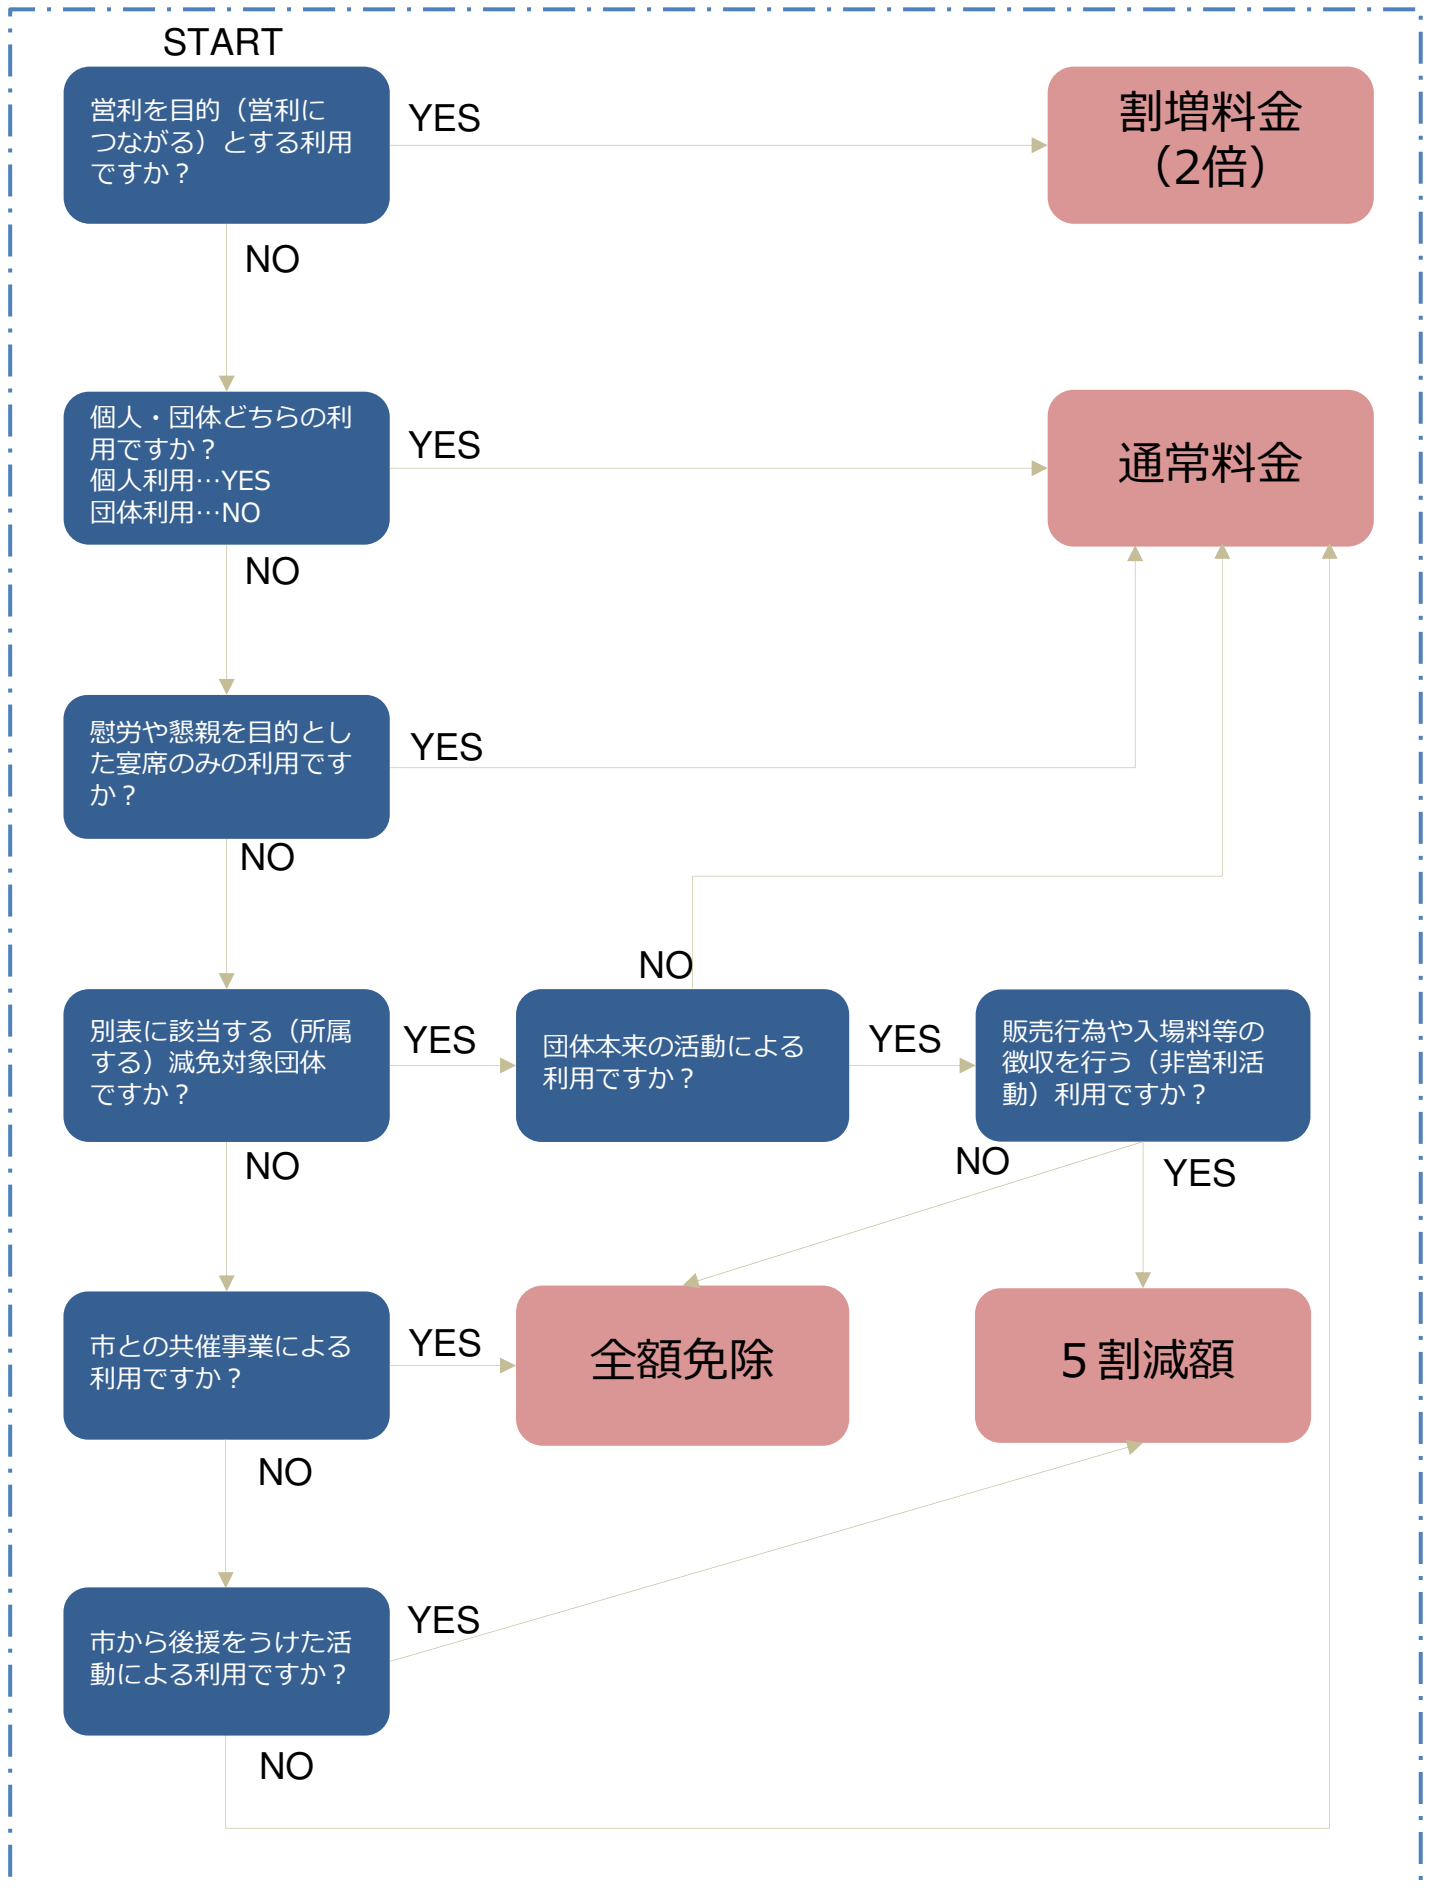 START
営利を目的（営利に
つながる）とする利用
ですか？
YES
割増料金
（2倍）
NO
個人・団体どちらの利
用ですか？
個人利用…YES
団体利用…NO
YES
通常料金
NO
慰労や懇親を目的とし
た宴席のみの利用です
か？
YES
NO
別表に該当する（所属
する）減免対象団体
ですか？
YES
NO
団体本来の活動による
利用ですか？
YES
販売行為や入場料等の
徴収を行う（非営利活
動）利用ですか？
NO
NO
YES
市との共催事業による
利用ですか？
YES
全額免除
５割減額
NO
市から後援をうけた活
動による利用ですか？
YES
NO